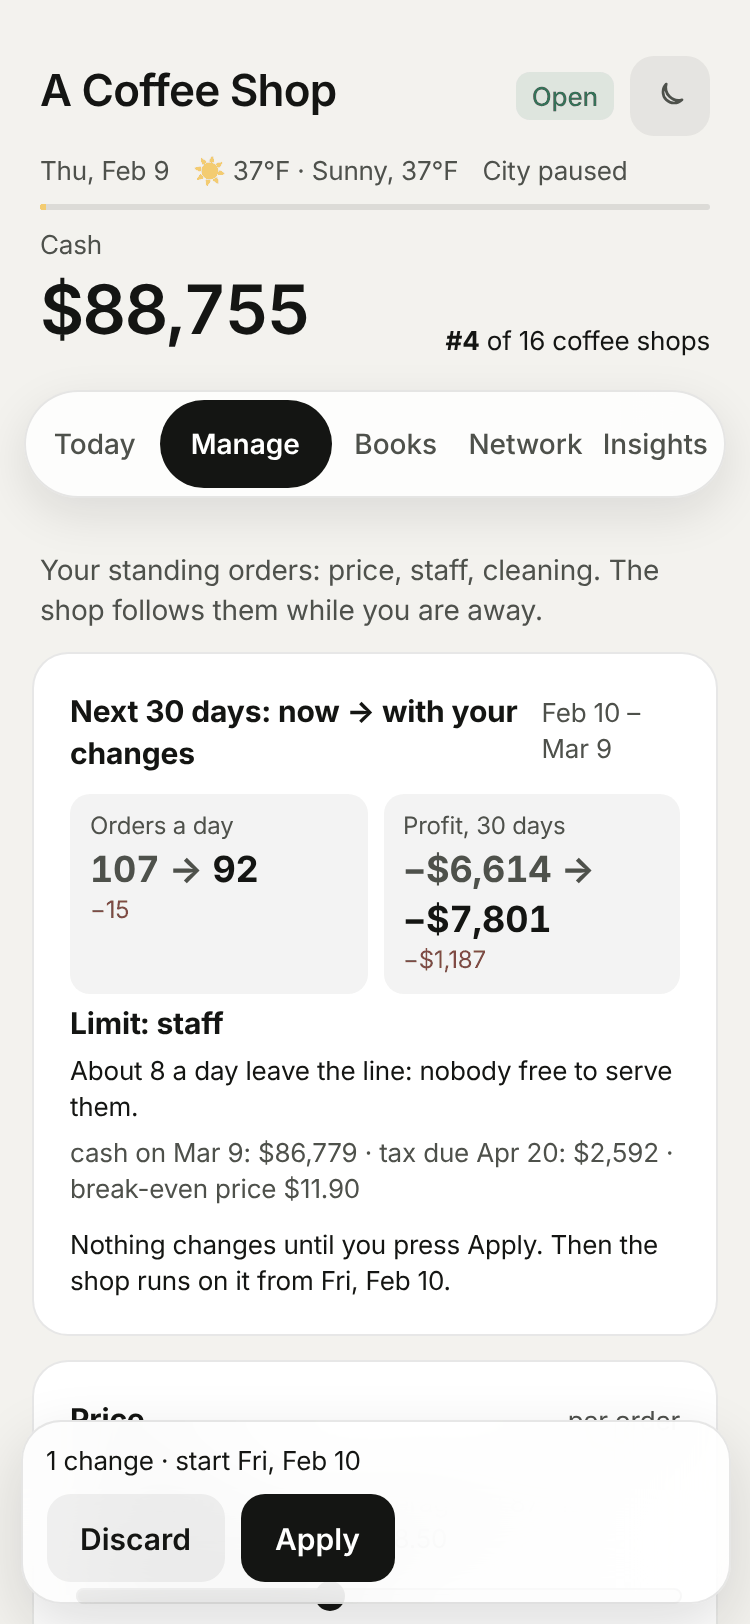 A Coffee Shop
Open
Thu, Feb 9 37°F · Sunny, 37°F City paused
Cash
$88,755
#4 of 16 coffee shops
Today Manage Books Network Insights
Your standing orders: price, staff, cleaning. The
shop follows them while you are away.
Next 30 days: now → with your
changes
Feb 10 –
Mar 9
Orders a day
107 → 92
−15
Profit, 30 days
−$6,614 →
−$7,801
−$1,187
Limit: staff
About 8 a day leave the line: nobody free to serve
them.
cash on Mar 9: $86,779 · tax due Apr 20: $2,592 ·
break-even price $11.90
Nothing changes until you press Apply. Then the
shop runs on it from Fri, Feb 10.
Price per order
1 change · start Fri, Feb 10
Discard Apply